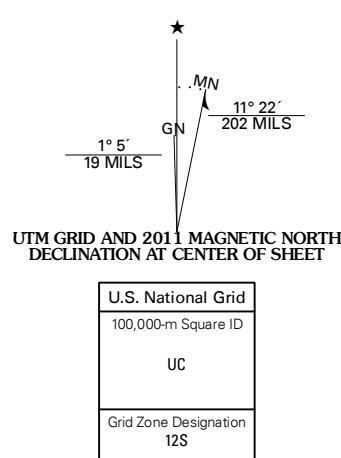 ★
MN
11° 22´
202 MILS
GN
1° 5´
19 MILS
UTM GRID AND 2011 MAGNETIC NORTH
DECLINATION AT CENTER OF SHEET
U.S. National Grid
100,000-m Square ID
UC
Grid Zone Designation
12S